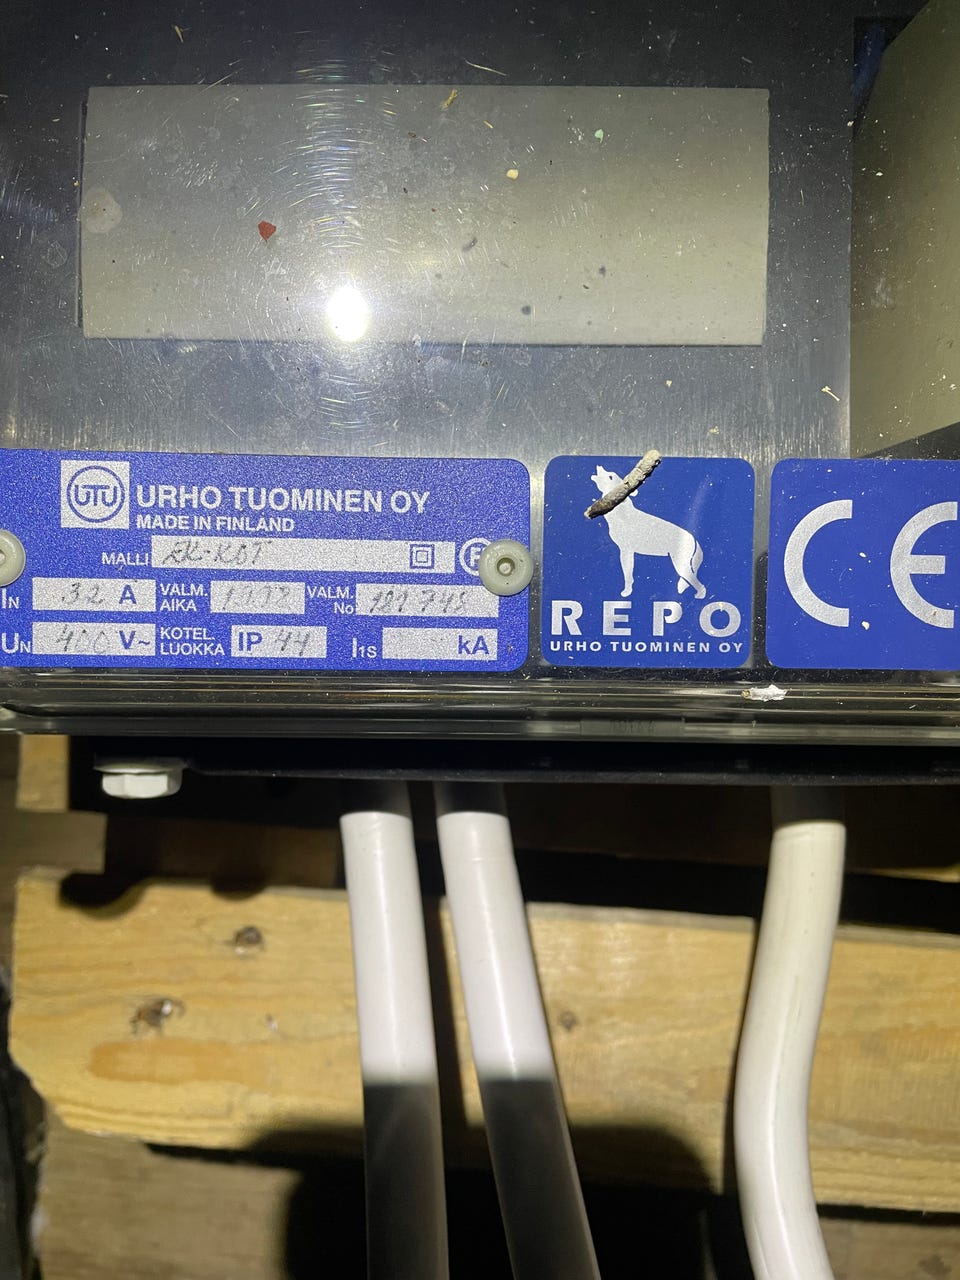 UTU URHO TUOMINEN OY
MADE IN FINLAND
MALLI
IN 32 A VALM. AIKA VALM. No
UN 400 V~ KOTEL. LUOKKA IP 44 I1S kA
REPO
URHO TUOMINEN OY
CE